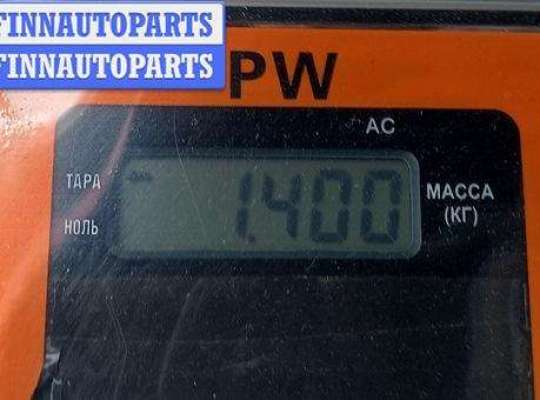 FINNAUTOPARTS
FINNAUTOPARTS
PW
AC
ТАРА
1.400
МАССА
(КГ)
НОЛЬ